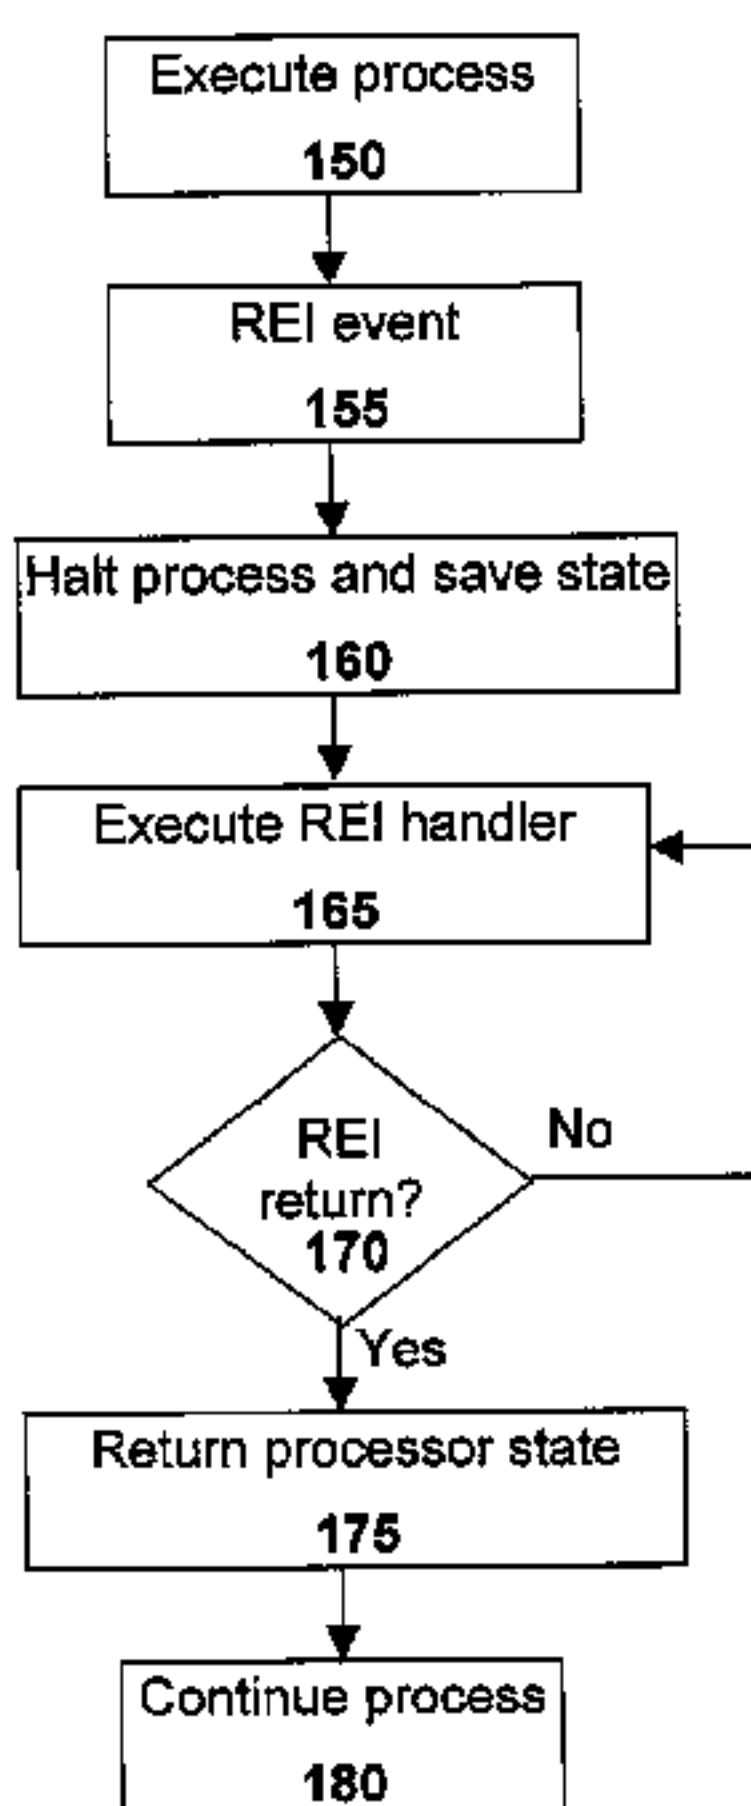 Execute process
150
REI event
155
Halt process and save state
160
Execute REI handler
165
REI
return?
170
No
Yes
Return processor state
175
Continue process
180